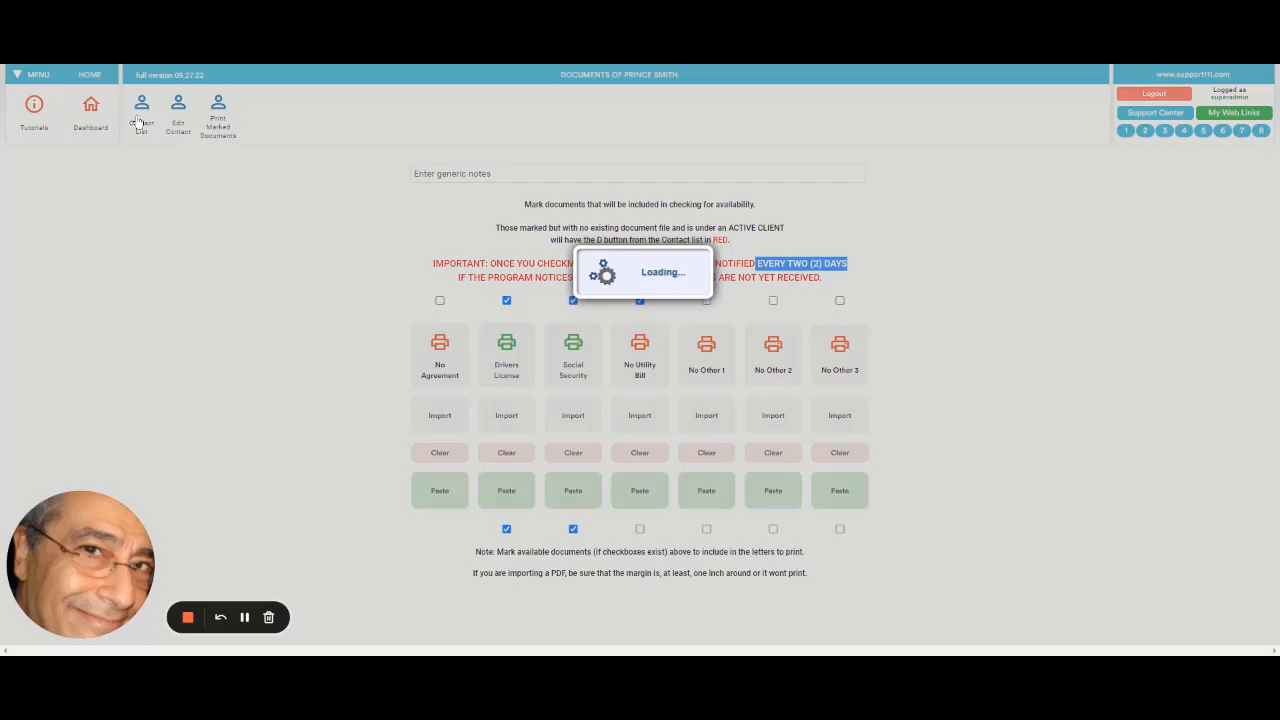 MENU
HOME
full version 09.27.22
DOCUMENTS OF PRINCE SMITH
www.support111.com
Logout
Logged as
superadmin
Support Center
My Web Links
1 2 3 4 5 6 7 8
Tutorials
Dashboard
List
Edit
Contact
Print
Marked
Documents
Enter generic notes
Mark documents that will be included in checking for availability.
Those marked but with no existing document file and is under an ACTIVE CLIENT
will have the D button from the Contact list in RED.
IMPORTANT: ONCE YOU CHECKM NOTIFIED EVERY TWO (2) DAYS
IF THE PROGRAM NOTICES ARE NOT YET RECEIVED.
Loading...
No
Agreement
Drivers
License
Social
Security
No Utility
Bill
No Other 1
No Other 2
No Other 3
Import Import Import Import Import Import Import
Clear Clear Clear Clear Clear Clear Clear
Paste Paste Paste Paste Paste Paste Paste
Note: Mark available documents (if checkboxes exist) above to include in the letters to print.
If you are importing a PDF, be sure that the margin is, at least, one inch around or it wont print.